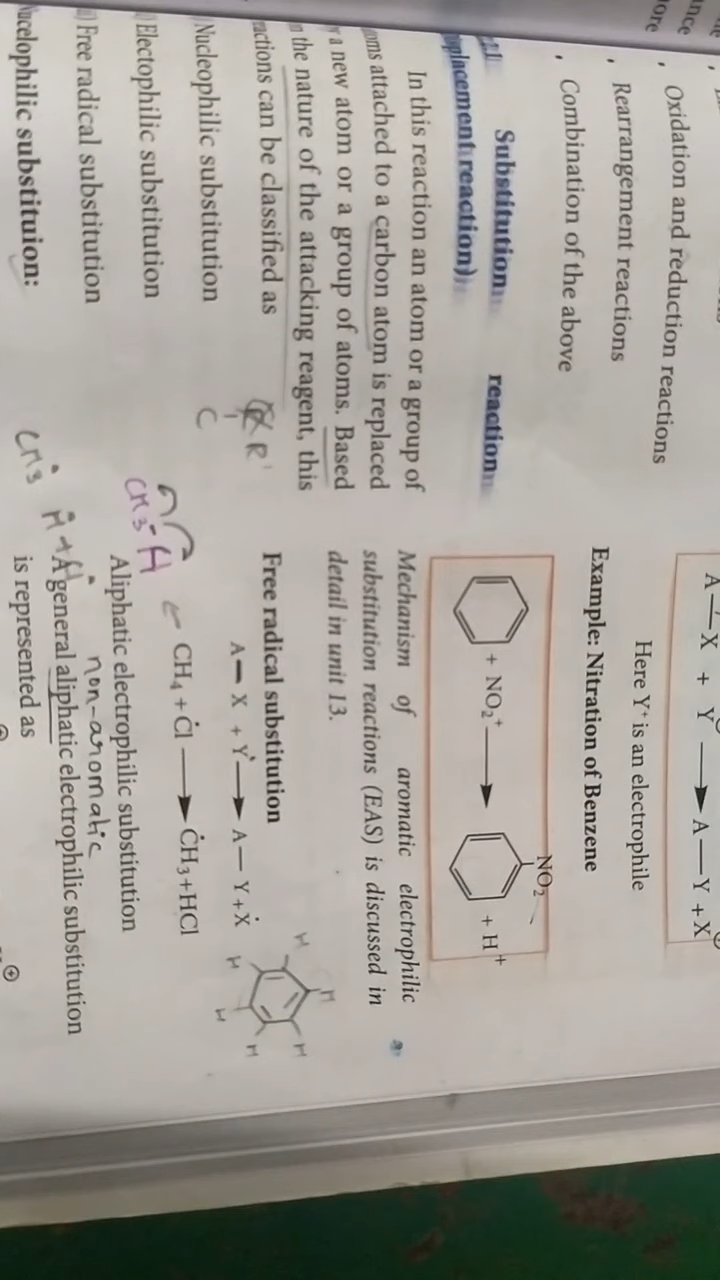 Oxidation and reduction reactions
Rearrangement reactions
Combination of the above
Substitution reaction
placement reaction)
In this reaction an atom or a group of
oms attached to a carbon atom is replaced
y a new atom or a group of atoms. Based
n the nature of the attacking reagent, this
actions can be classified as
Nucleophilic substitution
) Electophilic substitution
i) Free radical substitution
Nucelophilic substituion:
A—X + Y ⟶ A—Y + X
Here Y⁺ is an electrophile
Example: Nitration of Benzene
+ NO₂⁺ ⟶ NO₂ + H⁺
Mechanism of aromatic electrophilic
substitution reactions (EAS) is discussed in
detail in unit 13.
Free radical substitution
A—X + Ẏ ⟶ A—Y + Ẋ
CH₄ + Ċl ⟶ ĊH₃ + HCl
CH₃-H
Aliphatic electrophilic substitution
non-aromatic
A general aliphatic electrophilic substitution
is represented as
CH₃
H
H
H
H
H
H